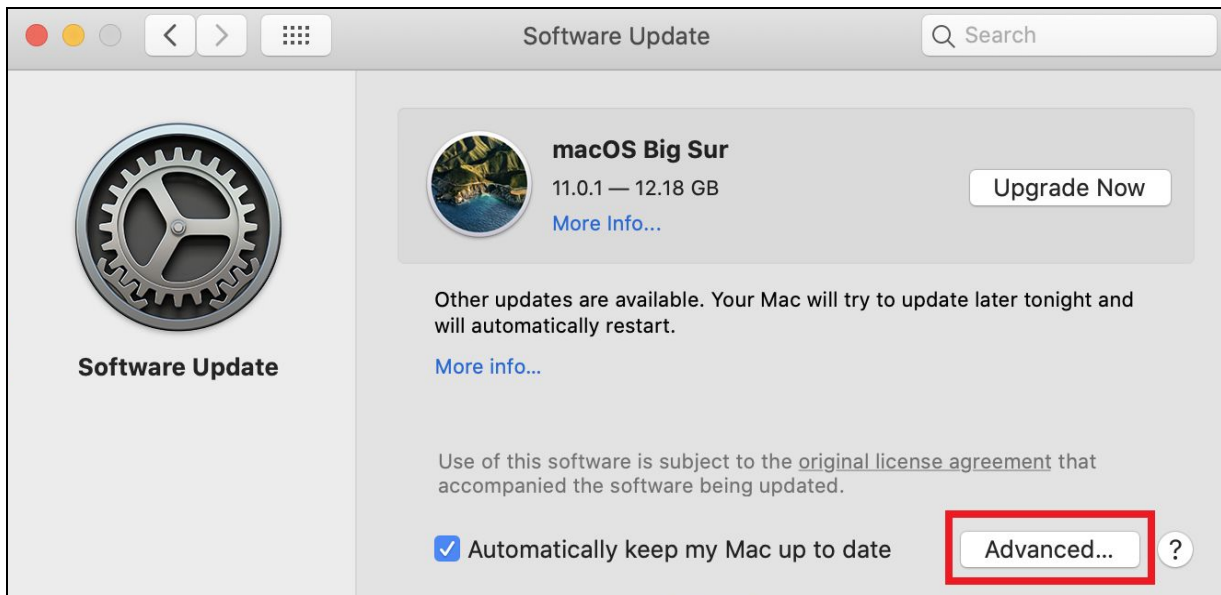 Software Update
Search
Software Update
macOS Big Sur
11.0.1 — 12.18 GB
More Info...
Upgrade Now
Other updates are available. Your Mac will try to update later tonight and
will automatically restart.
More info...
Use of this software is subject to the original license agreement that
accompanied the software being updated.
Automatically keep my Mac up to date
Advanced...
?